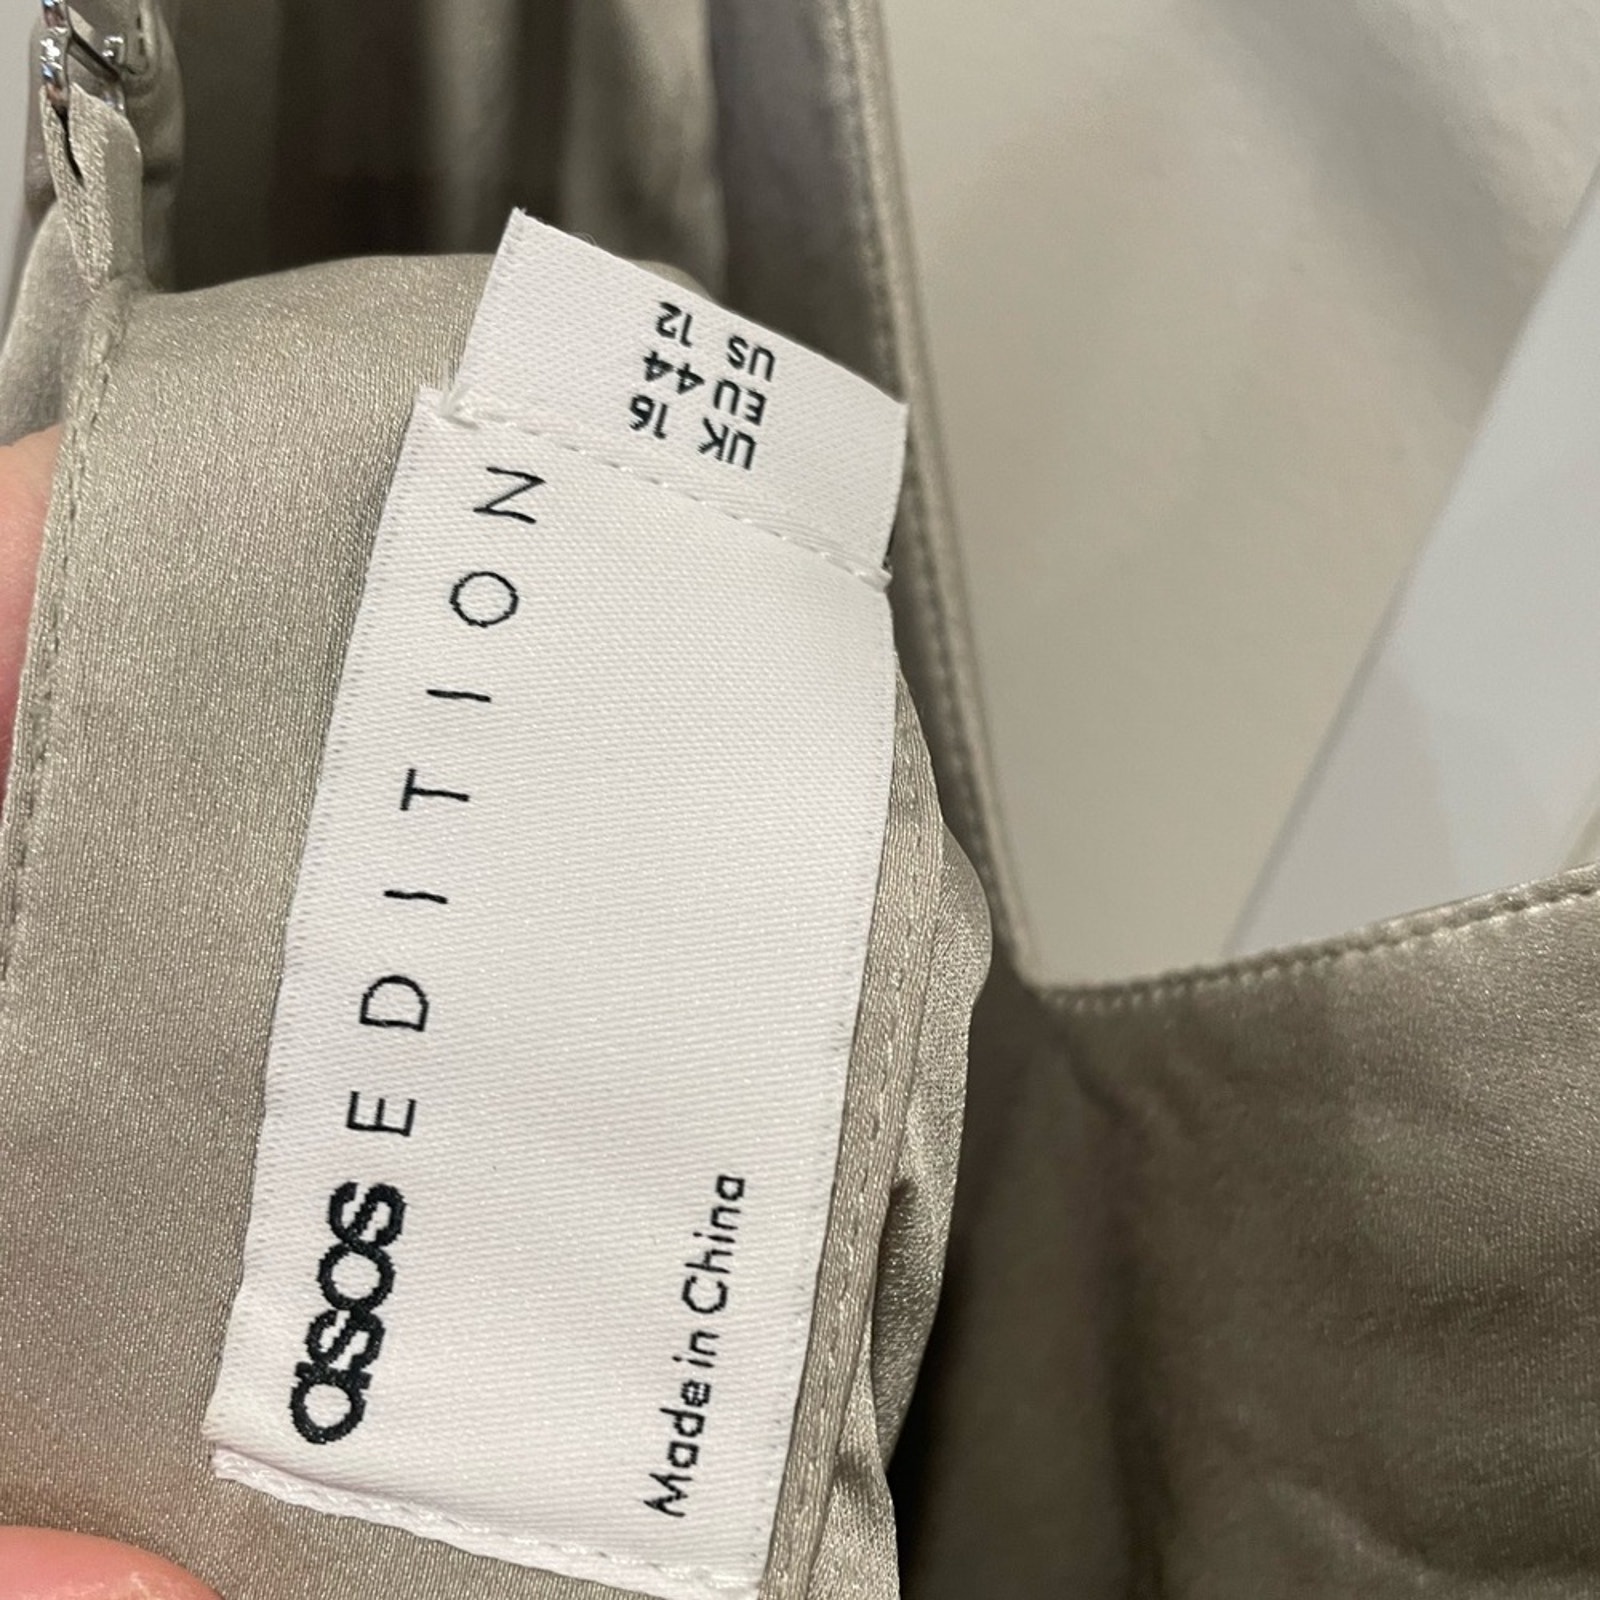 asos EDITION
Made in China
UK 16
EU 44
US 12